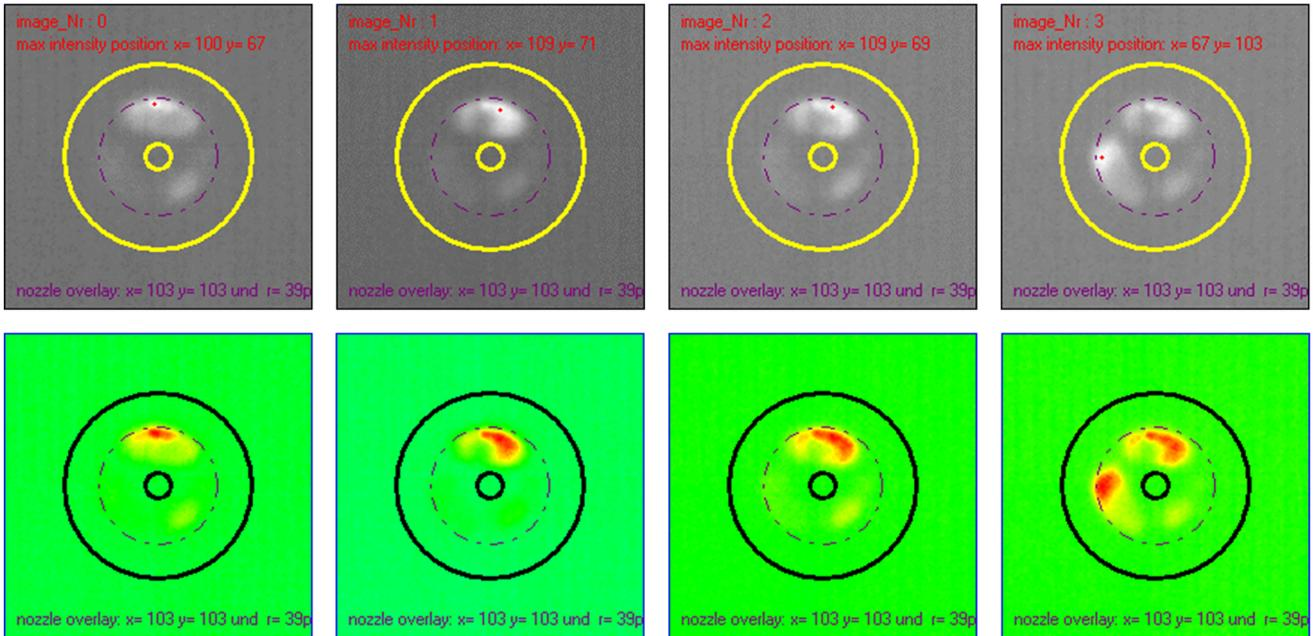 image_Nr : 0
max intensity position: x= 100 y= 67
nozzle overlay: x= 103 y= 103 und r= 39p
image_Nr : 1
max intensity position: x= 109 y= 71
nozzle overlay: x= 103 y= 103 und r= 39p
image_Nr : 2
max intensity position: x= 109 y= 69
nozzle overlay: x= 103 y= 103 und r= 39p
image_Nr : 3
max intensity position: x= 67 y= 103
nozzle overlay: x= 103 y= 103 und r= 39p
nozzle overlay: x= 103 y= 103 und r= 39p
nozzle overlay: x= 103 y= 103 und r= 39p
nozzle overlay: x= 103 y= 103 und r= 39p
nozzle overlay: x= 103 y= 103 und r= 39p